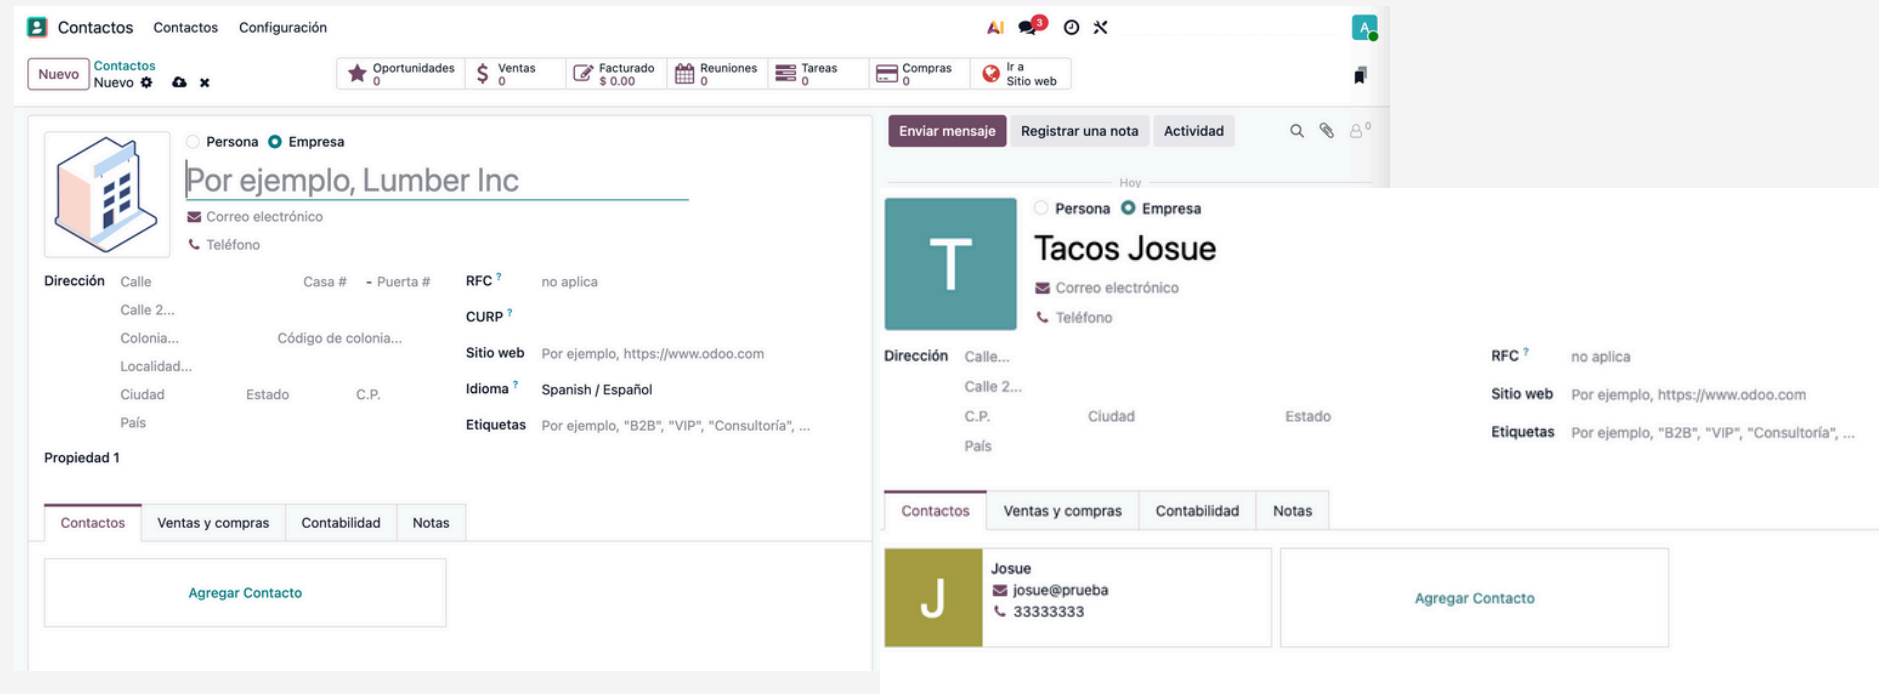 Contactos Contactos Configuración AI 3 A
Nuevo Contactos
Nuevo
Oportunidades 0
Ventas 0
Facturado $ 0.00
Reuniones 0
Tareas 0
Compras 0
Ir a Sitio web
Persona Empresa
Por ejemplo, Lumber Inc
Correo electrónico
Teléfono
Dirección Calle Casa # - Puerta #
Calle 2...
Colonia... Código de colonia...
Localidad...
Ciudad Estado C.P.
País
Propiedad 1
RFC ? no aplica
CURP ?
Sitio web Por ejemplo, https://www.odoo.com
Idioma ? Spanish / Español
Etiquetas Por ejemplo, "B2B", "VIP", "Consultoría", ...
Contactos Ventas y compras Contabilidad Notas
Agregar Contacto
Enviar mensaje Registrar una nota Actividad 0
Hoy
T
Persona Empresa
Tacos Josue
Correo electrónico
Teléfono
Dirección Calle...
Calle 2...
C.P. Ciudad Estado
País
RFC ? no aplica
Sitio web Por ejemplo, https://www.odoo.com
Etiquetas Por ejemplo, "B2B", "VIP", "Consultoría", ...
Contactos Ventas y compras Contabilidad Notas
J
Josue
josue@prueba
33333333
Agregar Contacto